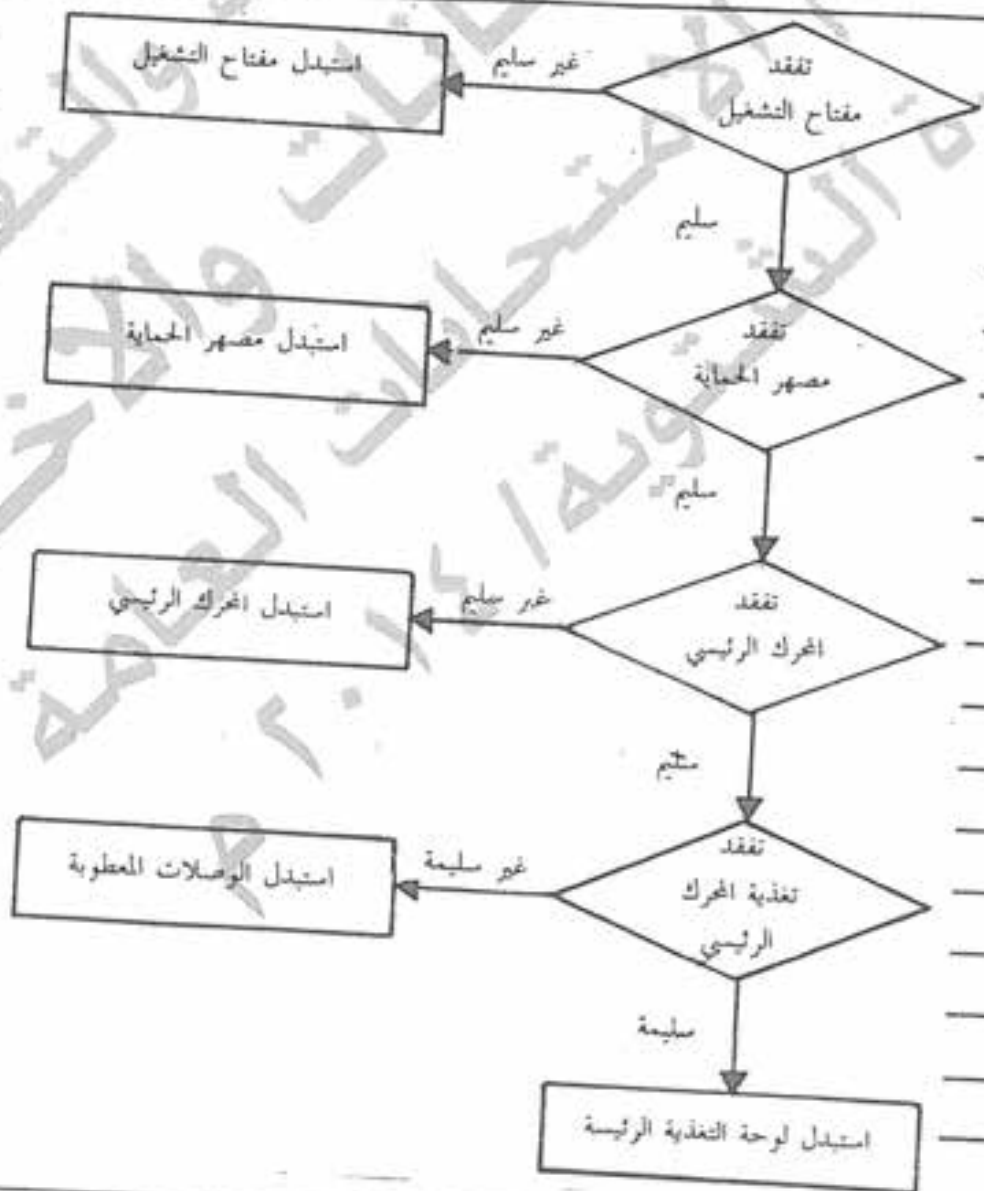 تفقد
مفتاح التشغيل
غير سليم
استبدل مفتاح التشغيل
سليم
تفقد
مصهر الحماية
غير سليم
استبدل مصهر الحماية
سليم
تفقد
المحرك الرئيسي
غير سليم
استبدل المحرك الرئيسي
سليم
تفقد
تغذية المحرك
الرئيسي
غير سليمة
استبدل الوصلات المعطوبة
سليمة
استبدل لوحة التغذية الرئيسة